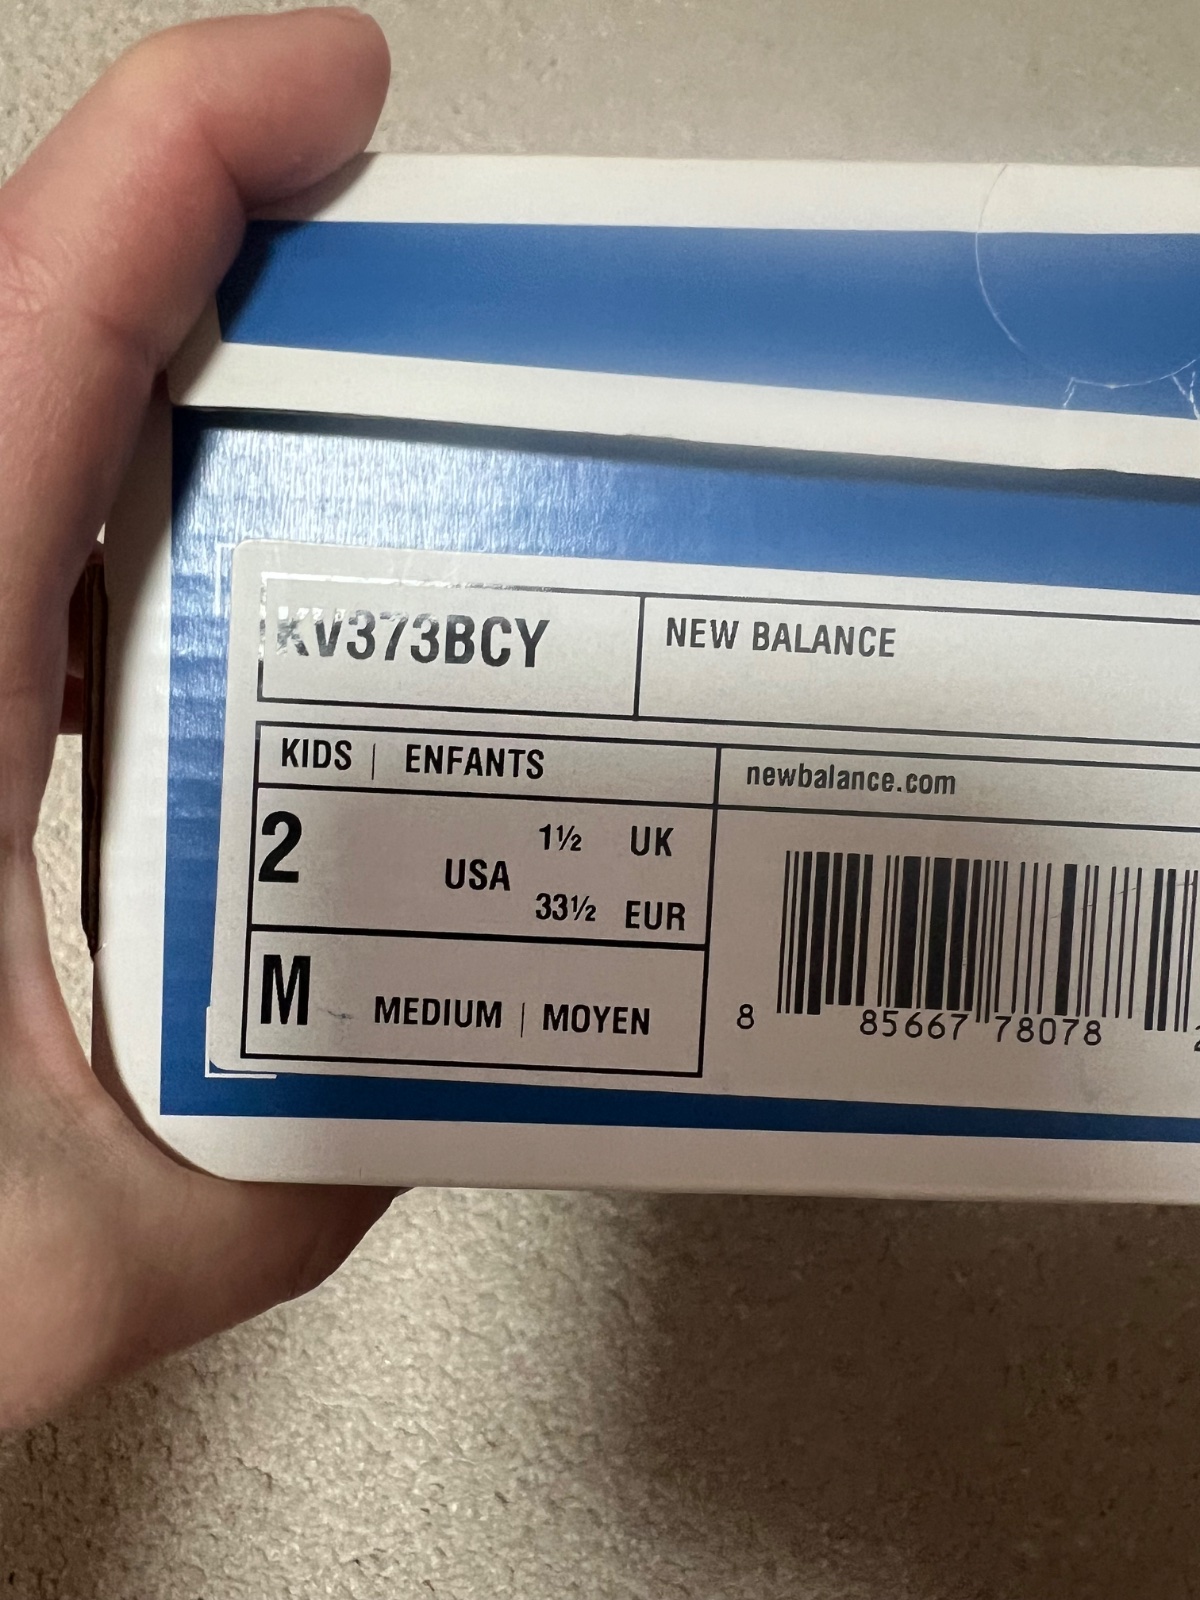 KV373BCY
NEW BALANCE
KIDS | ENFANTS
newbalance.com
2 USA 1½ UK
33½ EUR
M MEDIUM | MOYEN
8 85667 78078